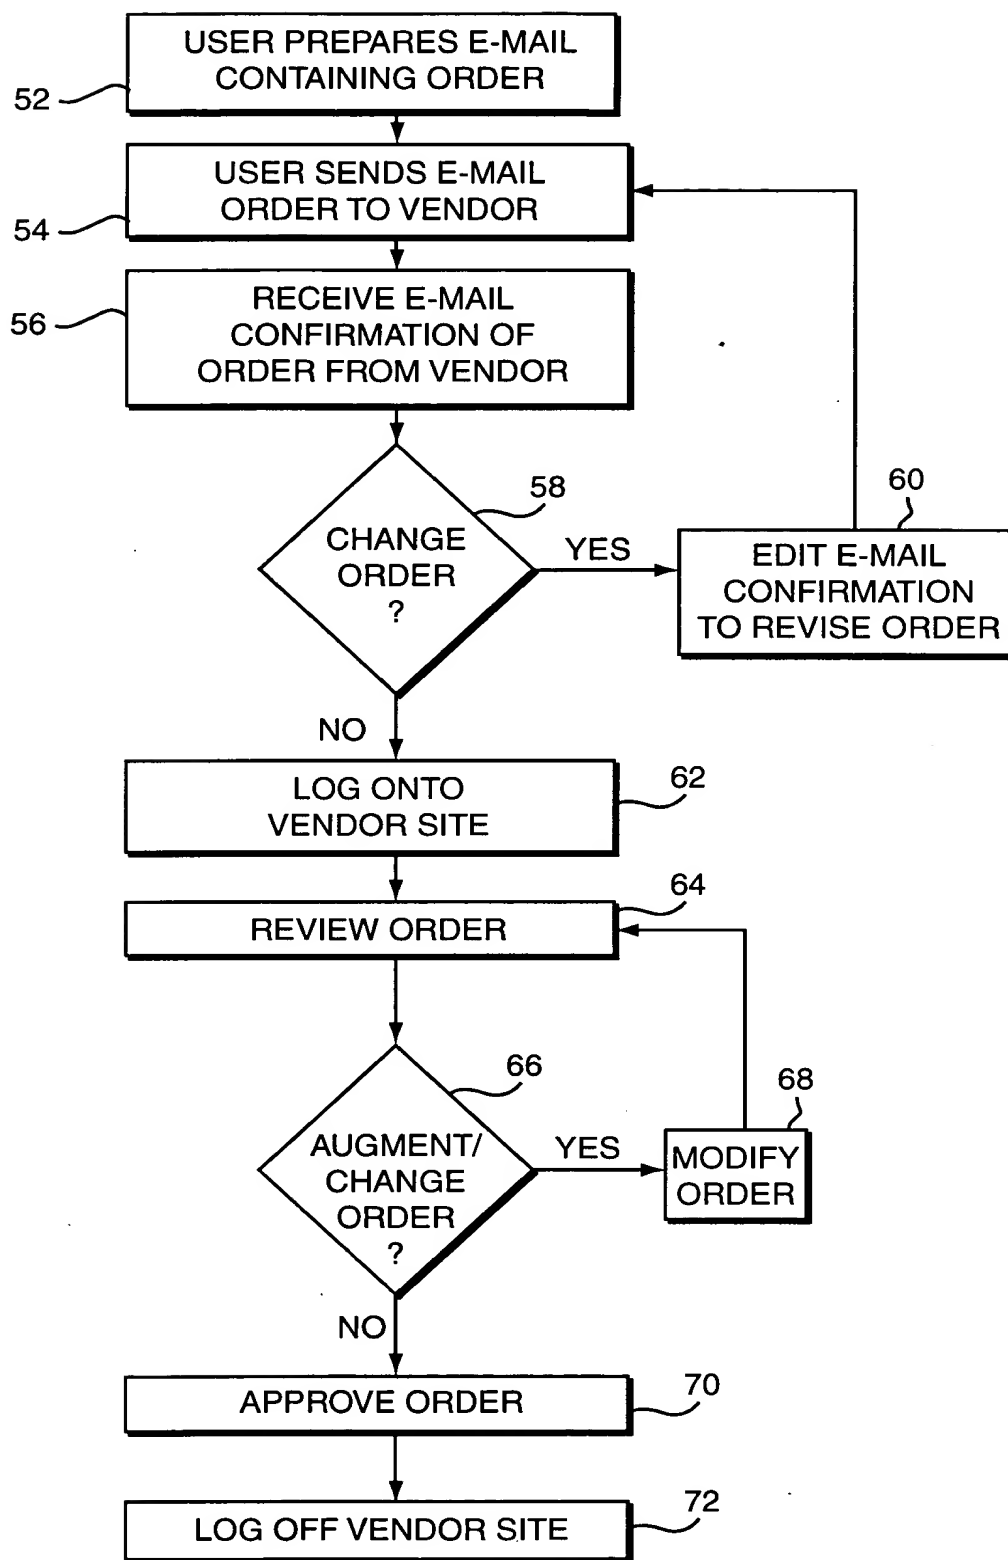 USER PREPARES E-MAIL
CONTAINING ORDER
52
USER SENDS E-MAIL
ORDER TO VENDOR
54
RECEIVE E-MAIL
CONFIRMATION OF
ORDER FROM VENDOR
56
58
CHANGE
ORDER
?
YES
60
EDIT E-MAIL
CONFIRMATION
TO REVISE ORDER
NO
LOG ONTO
VENDOR SITE
62
64
REVIEW ORDER
66
AUGMENT/
CHANGE
ORDER
?
YES
68
MODIFY
ORDER
NO
APPROVE ORDER
70
72
LOG OFF VENDOR SITE